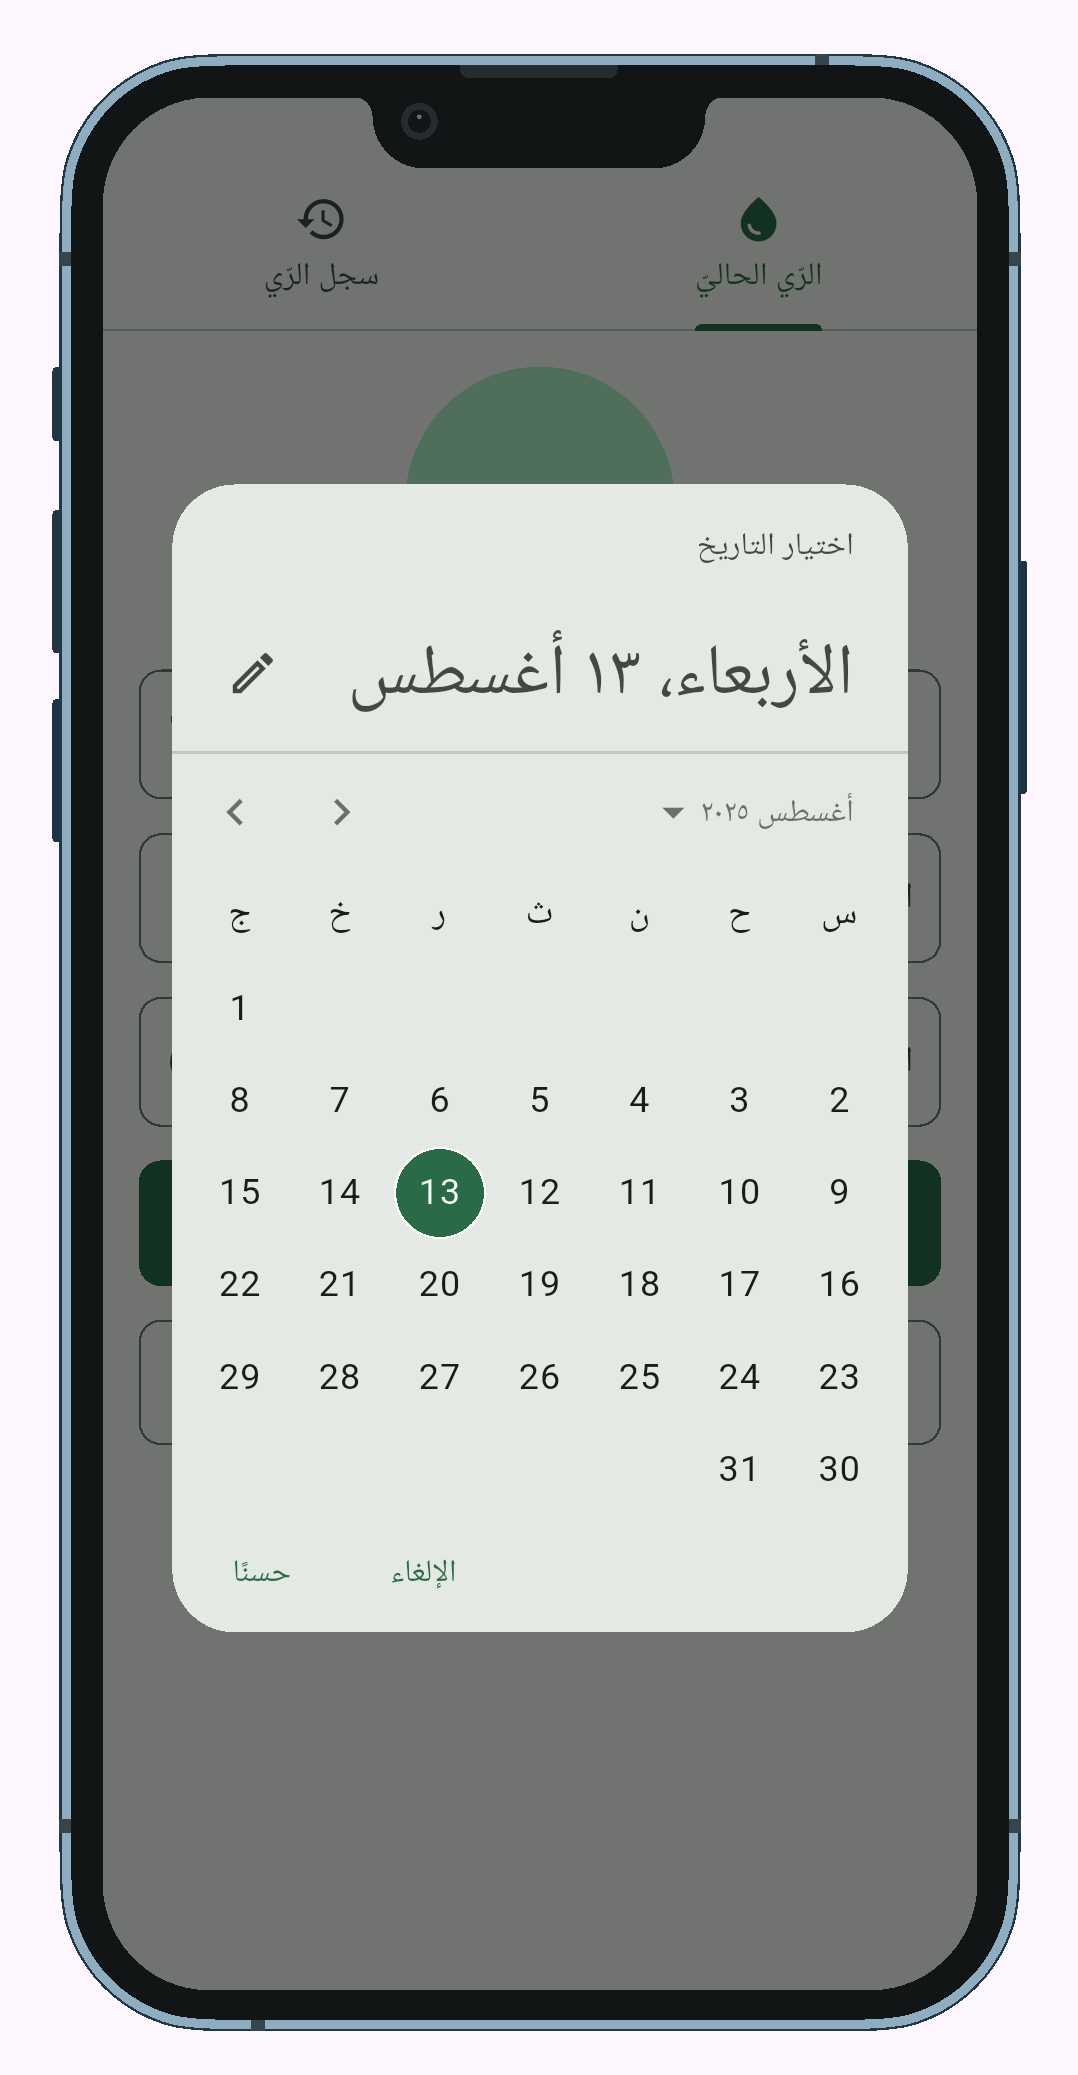 الرّي الحاليّ
سجل الرّي
اختيار التاريخ
الأربعاء، ١٣ أغسطس
أغسطس ٢٠٢٥
س ح ن ث ر خ ج
1
2 3 4 5 6 7 8
9 10 11 12 13 14 15
16 17 18 19 20 21 22
23 24 25 26 27 28 29
30 31
الإلغاء
حسنًا